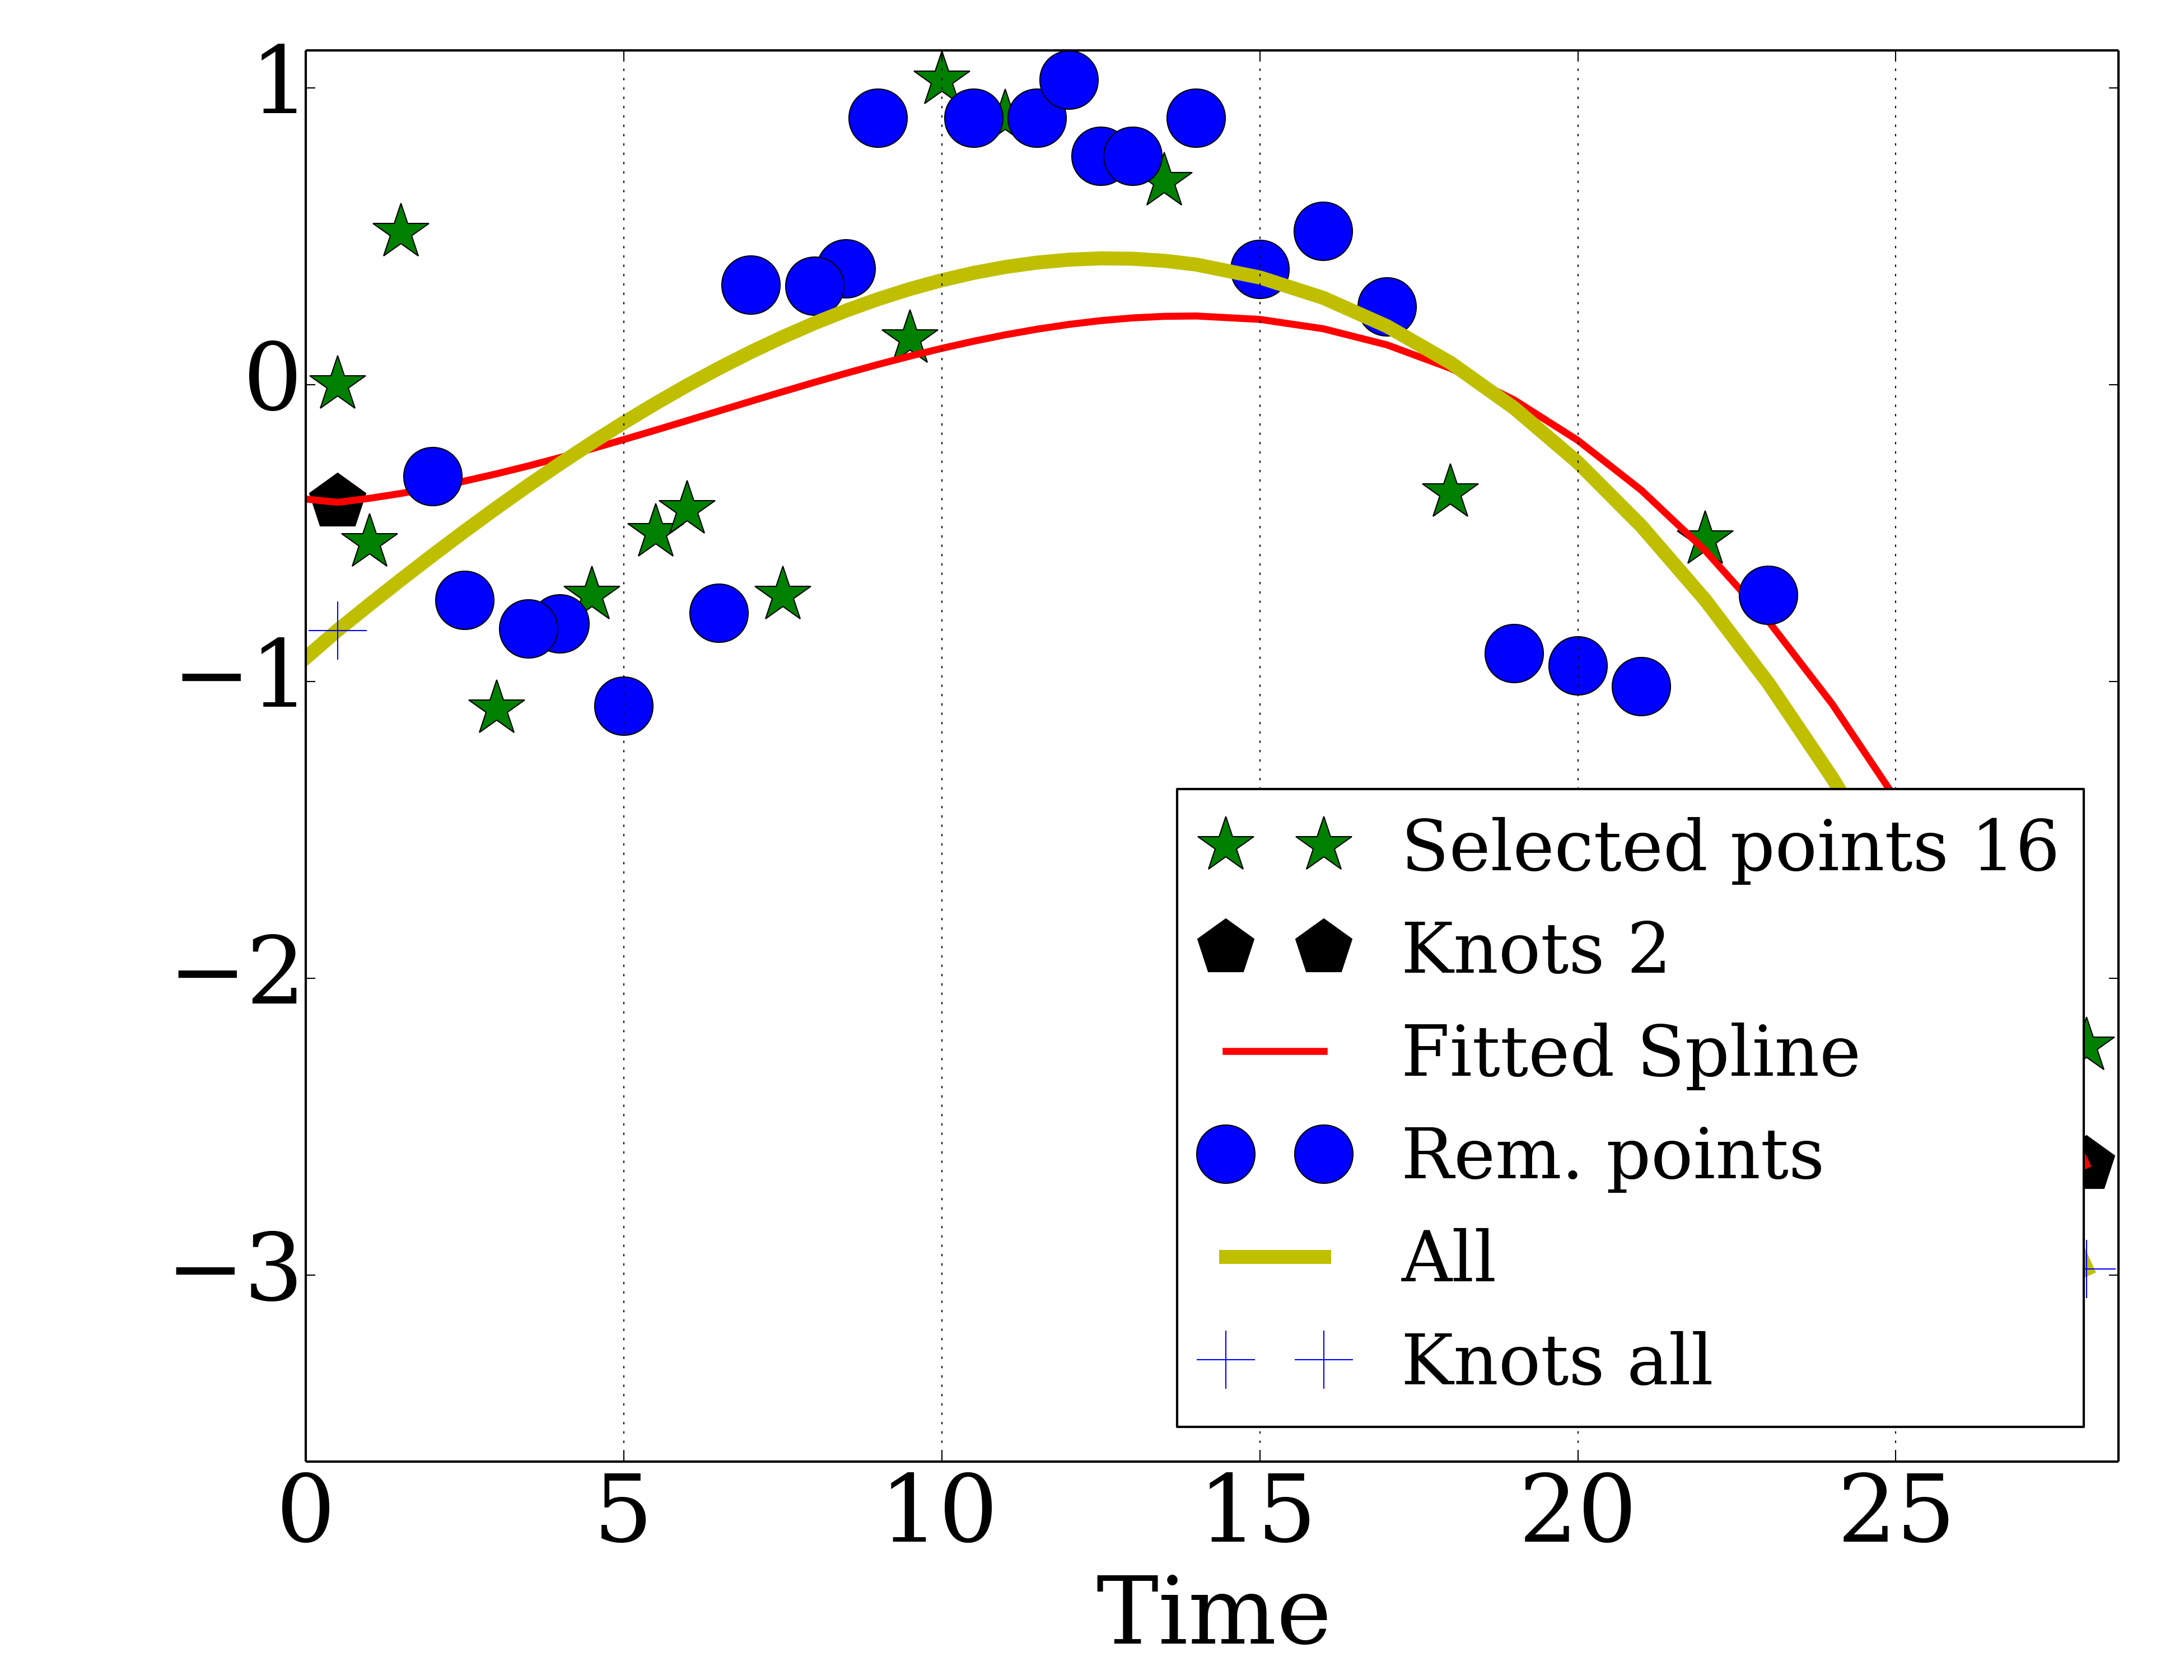 1
0
−1
−2
−3
0 5 10 15 20 25
Time
Selected points 16
Knots 2
Fitted Spline
Rem. points
All
Knots all